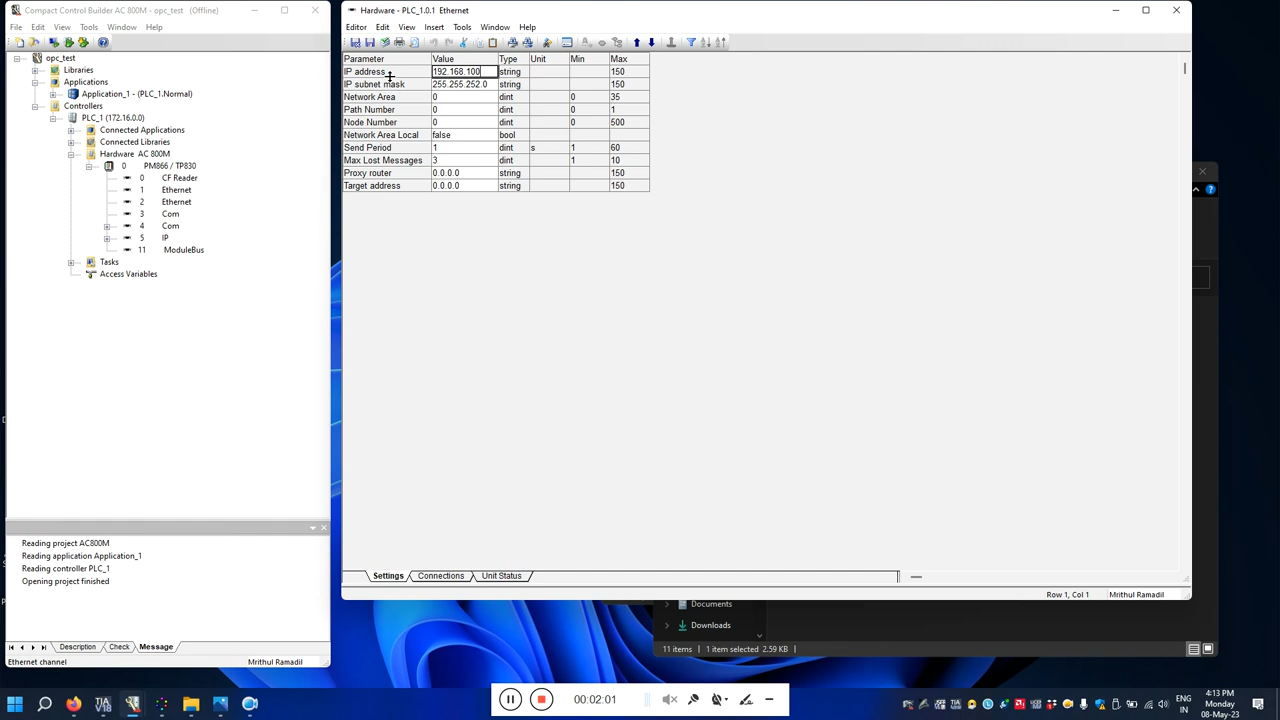 Compact Control Builder AC 800M - opc_test (Offline)
File Edit View Tools Window Help
opc_test
Libraries
Applications
Application_1 - (PLC_1.Normal)
Controllers
PLC_1 (172.16.0.0)
Connected Applications
Connected Libraries
Hardware AC 800M
0 PM866 / TP830
0 CF Reader
1 Ethernet
2 Ethernet
3 Com
4 Com
5 IP
11 ModuleBus
Tasks
Access Variables
Reading project AC800M
Reading application Application_1
Reading controller PLC_1
Opening project finished
Description Check Message
Ethernet channel Mrithul Ramadil
Hardware - PLC_1.0.1 Ethernet
Editor Edit View Insert Tools Window Help
Parameter Value Type Unit Min Max
IP address 192.168.100 string 150
IP subnet mask 255.255.252.0 string 150
Network Area 0 dint 0 35
Path Number 0 dint 0 1
Node Number 0 dint 0 500
Network Area Local false bool
Send Period 1 dint s 1 60
Max Lost Messages 3 dint 1 10
Proxy router 0.0.0.0 string 150
Target address 0.0.0.0 string 150
Settings Connections Unit Status
Row 1, Col 1 Mrithul Ramadil
Documents
Downloads
11 items 1 item selected 2.59 KB
00:02:01
ENG
IN
4:13 PM
Monday
08-May-23